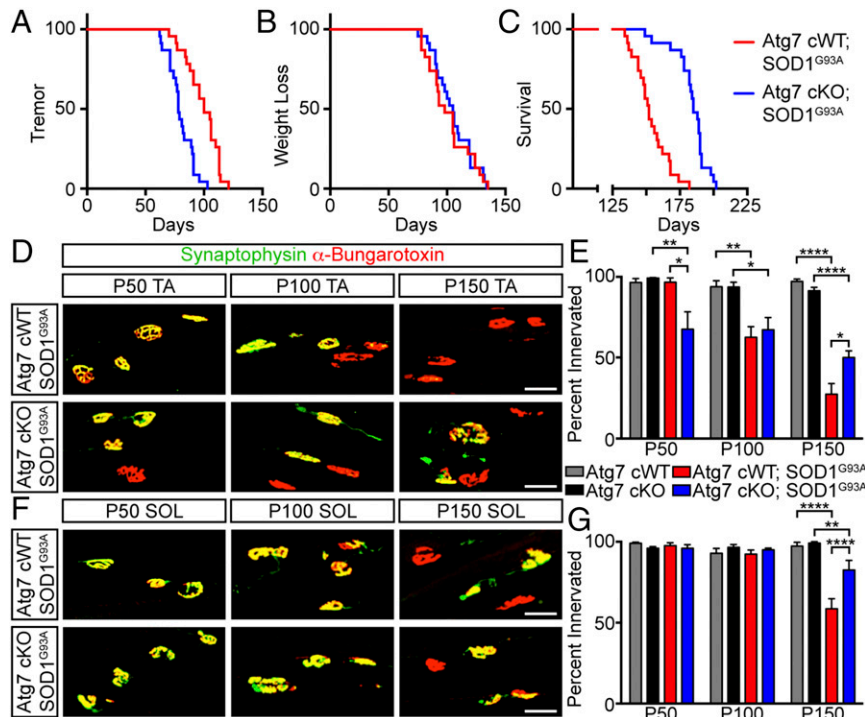 A
Tremor
100
50
0
0
50
100
150
Days
B
Weight Loss
100
50
0
0
50
100
150
Days
C
Survival
100
50
0
125
175
225
Days
Atg7 cWT;
SOD1G93A
Atg7 cKO;
SOD1G93A
D
Synaptophysin α-Bungarotoxin
P50 TA
P100 TA
P150 TA
Atg7 cWT
SOD1G93A
Atg7 cKO
SOD1G93A
E
Percent Innervated
100
50
0
**
*
**
*
****
****
*
P50
P100
P150
Atg7 cWT
Atg7 cWT; SOD1G93A
Atg7 cKO
Atg7 cKO; SOD1G93A
F
P50 SOL
P100 SOL
P150 SOL
Atg7 cWT
SOD1G93A
Atg7 cKO
SOD1G93A
G
Percent Innervated
100
50
0
****
**
****
P50
P100
P150